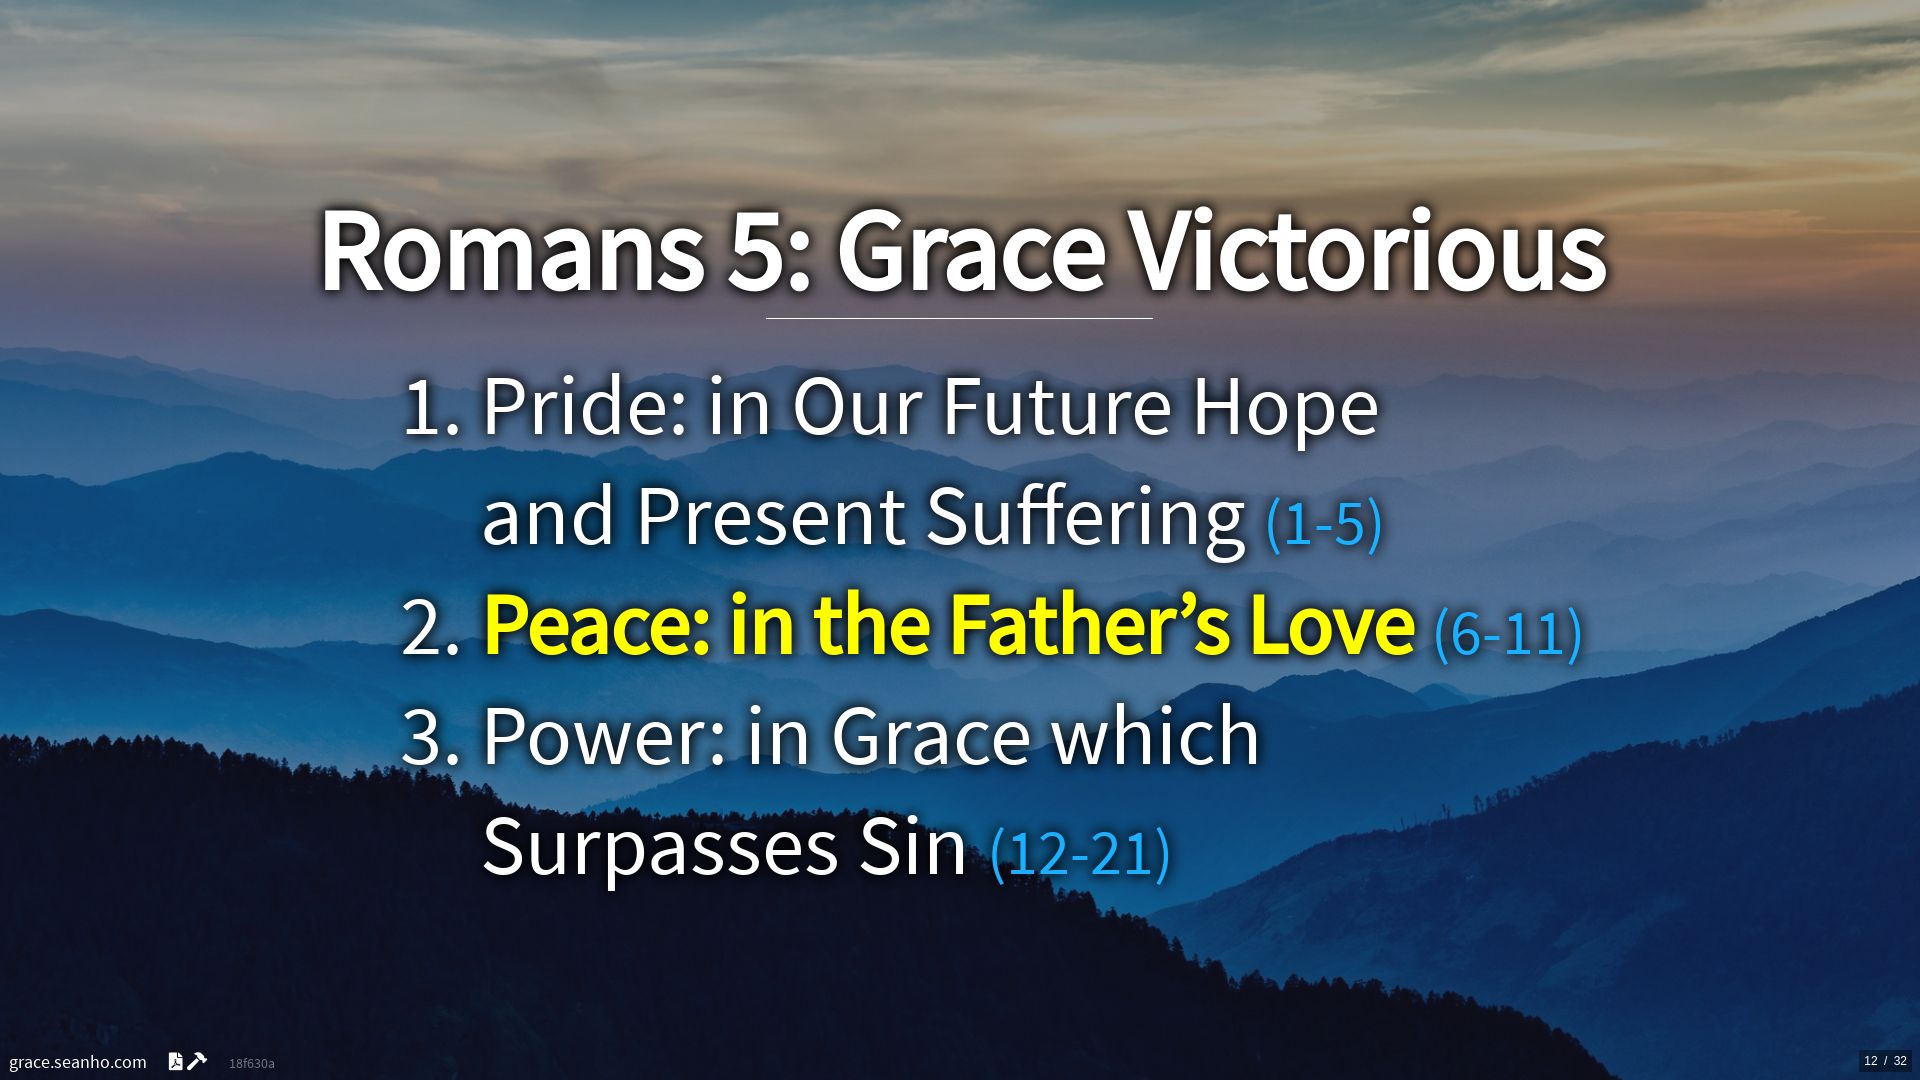 Romans 5: Grace Victorious
1. Pride: in Our Future Hope
and Present Suffering (1-5)
2. Peace: in the Father’s Love (6-11)
3. Power: in Grace which
Surpasses Sin (12-21)
grace.seanho.com 18f630a
12 / 32